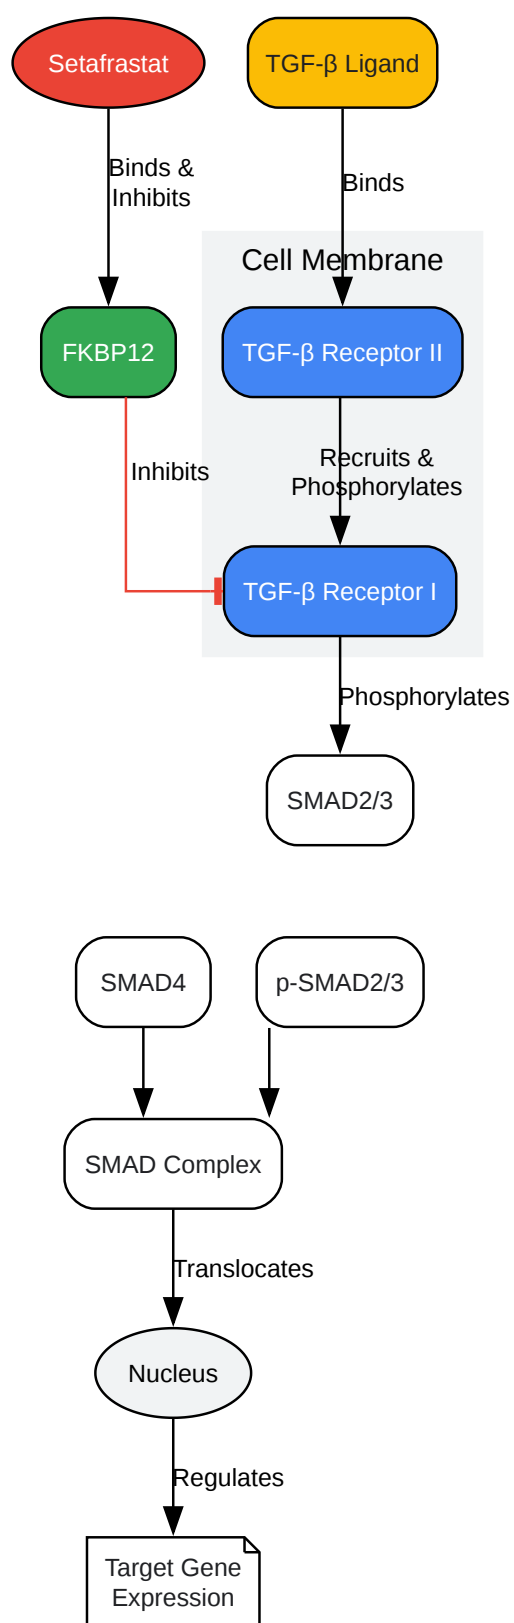 Setafrastat
TGF-β Ligand
Binds &
Inhibits
Binds
Cell Membrane
FKBP12
TGF-β Receptor II
Inhibits
Recruits &
Phosphorylates
TGF-β Receptor I
Phosphorylates
SMAD2/3
SMAD4
p-SMAD2/3
SMAD Complex
Translocates
Nucleus
Regulates
Target Gene
Expression